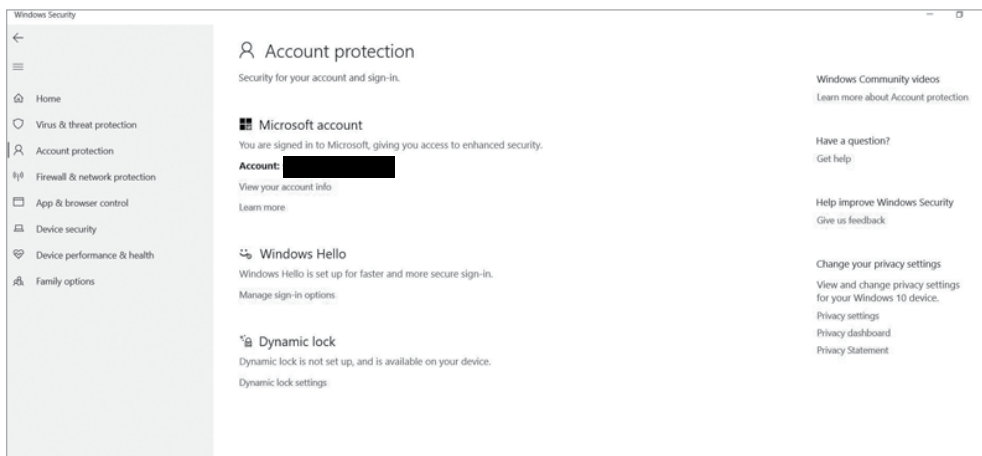 Windows Security
Home
Virus & threat protection
Account protection
Firewall & network protection
App & browser control
Device security
Device performance & health
Family options
Account protection
Security for your account and sign-in.
Microsoft account
You are signed in to Microsoft, giving you access to enhanced security.
Account:
View your account info
Learn more
Windows Hello
Windows Hello is set up for faster and more secure sign-in.
Manage sign-in options
Dynamic lock
Dynamic lock is not set up, and is available on your device.
Dynamic lock settings
Windows Community videos
Learn more about Account protection
Have a question?
Get help
Help improve Windows Security
Give us feedback
Change your privacy settings
View and change privacy settings
for your Windows 10 device.
Privacy settings
Privacy dashboard
Privacy Statement